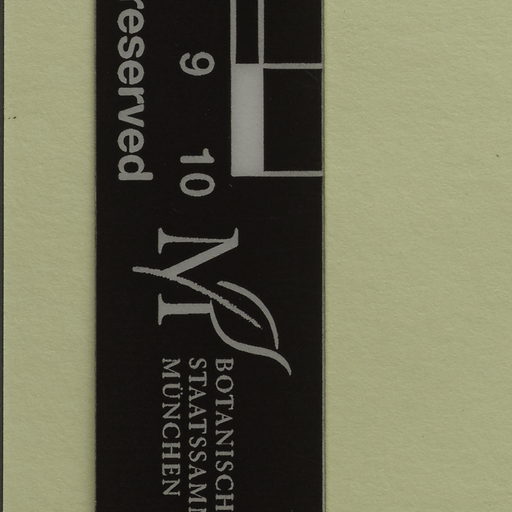 reserved
9 10
M
BOTANISCH
STAATSSAM
MÜNCHEN